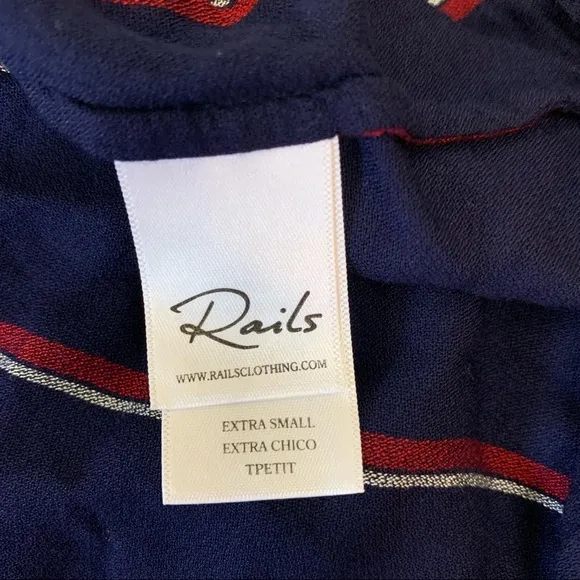 Rails
WWW.RAILSCLOTHING.COM
EXTRA SMALL
EXTRA CHICO
TPETIT